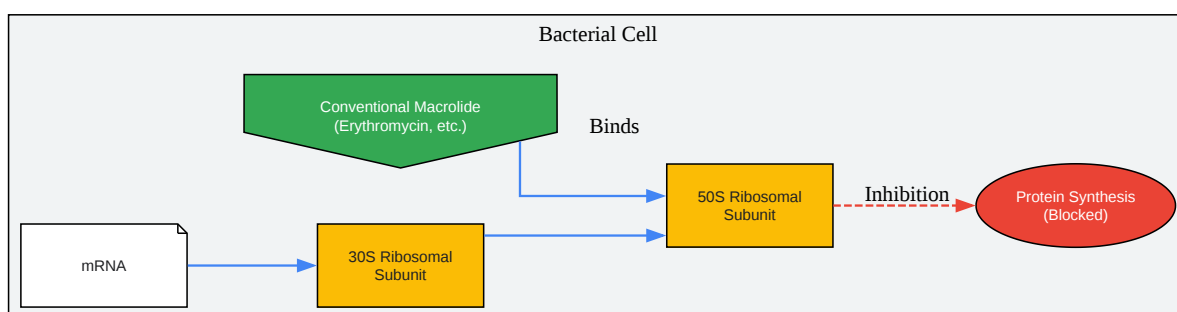 Bacterial Cell
Conventional Macrolide
(Erythromycin, etc.)
Binds
50S Ribosomal
Subunit
Inhibition
Protein Synthesis
(Blocked)
mRNA
30S Ribosomal
Subunit